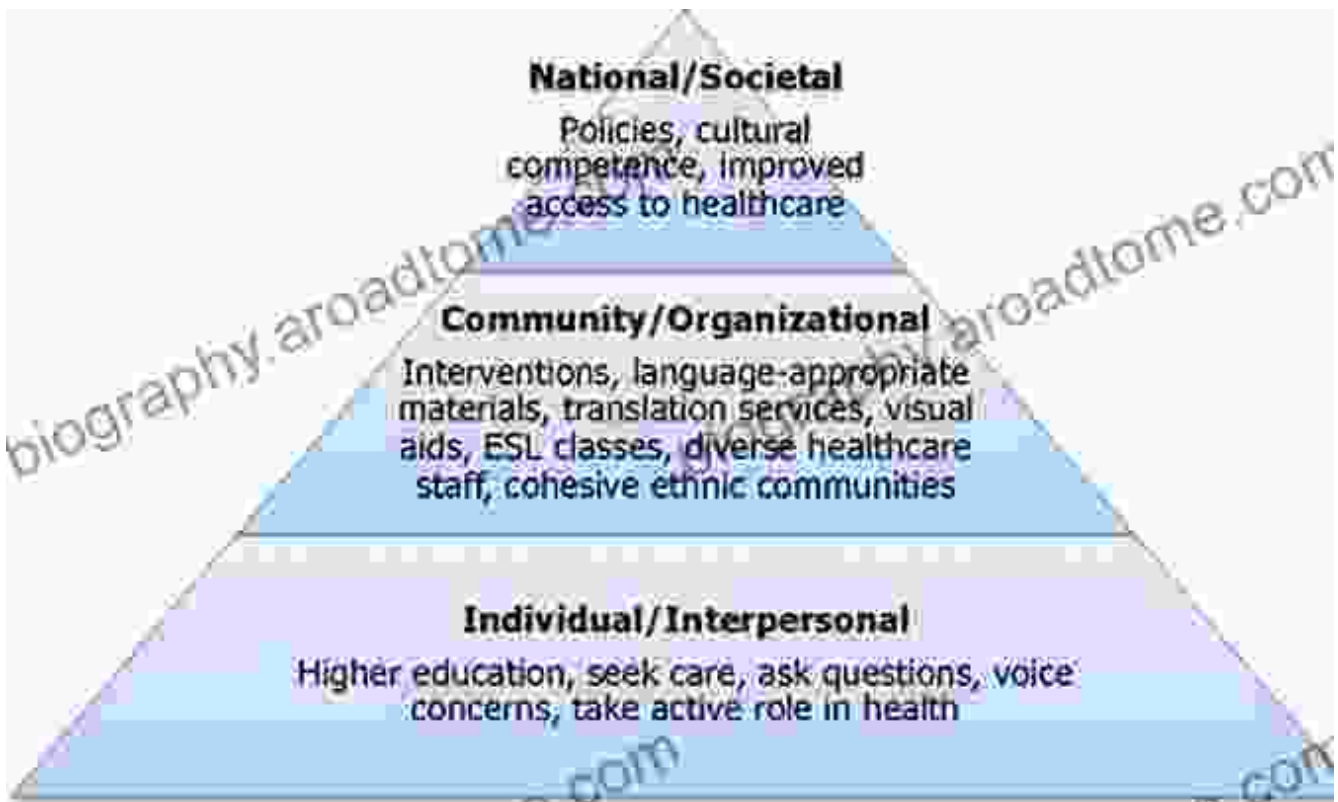 National/Societal
Policies, cultural
competence, improved
access to healthcare
Community/Organizational
Interventions, language-appropriate
materials, translation services, visual
aids, ESL classes, diverse healthcare
staff, cohesive ethnic communities
Individual/Interpersonal
Higher education, seek care, ask questions, voice
concerns, take active role in health
biography.aroadtome.com
biography.aroadtome.com
e.com
com